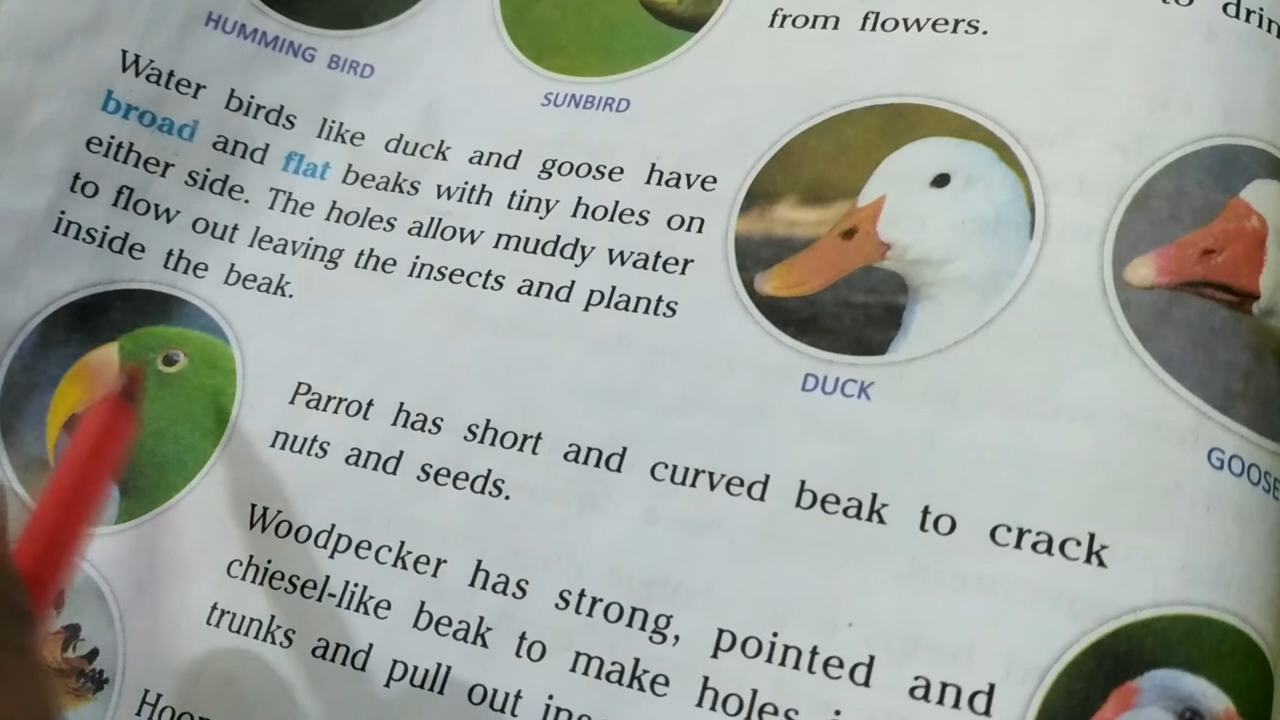 from flowers.
HUMMING BIRD
SUNBIRD
Water birds like duck and goose have
broad and flat beaks with tiny holes on
either side. The holes allow muddy water
to flow out leaving the insects and plants
inside the beak.
DUCK
GOOSE
Parrot has short and curved beak to crack
nuts and seeds.
Woodpecker has strong, pointed and
chiesel-like beak to make holes
trunks and pull out